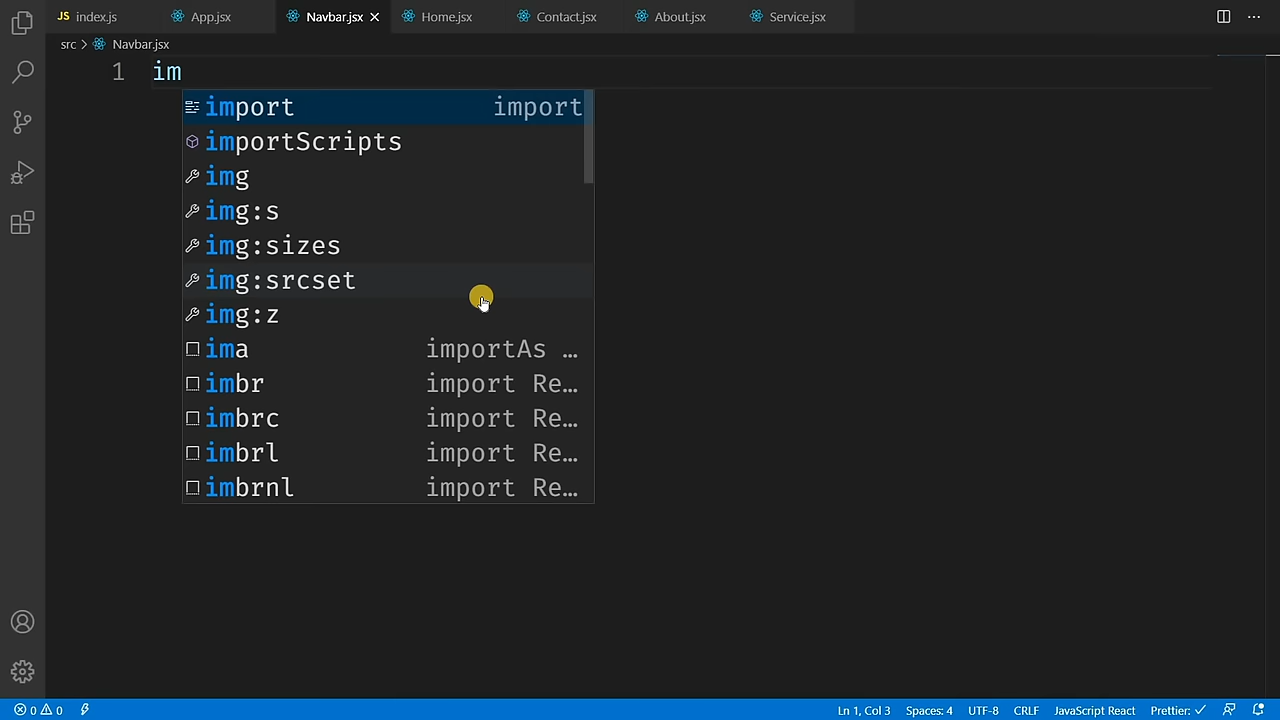 JS index.js App.jsx Navbar.jsx Home.jsx Contact.jsx About.jsx Service.jsx
src Navbar.jsx
1 im
import import
importScripts
img
img:s
img:sizes
img:srcset
img:z
ima importAs …
imbr import Re…
imbrc import Re…
imbrl import Re…
imbrnl import Re…
0 0 Ln 1, Col 3 Spaces: 4 UTF-8 CRLF JavaScript React Prettier: ✓